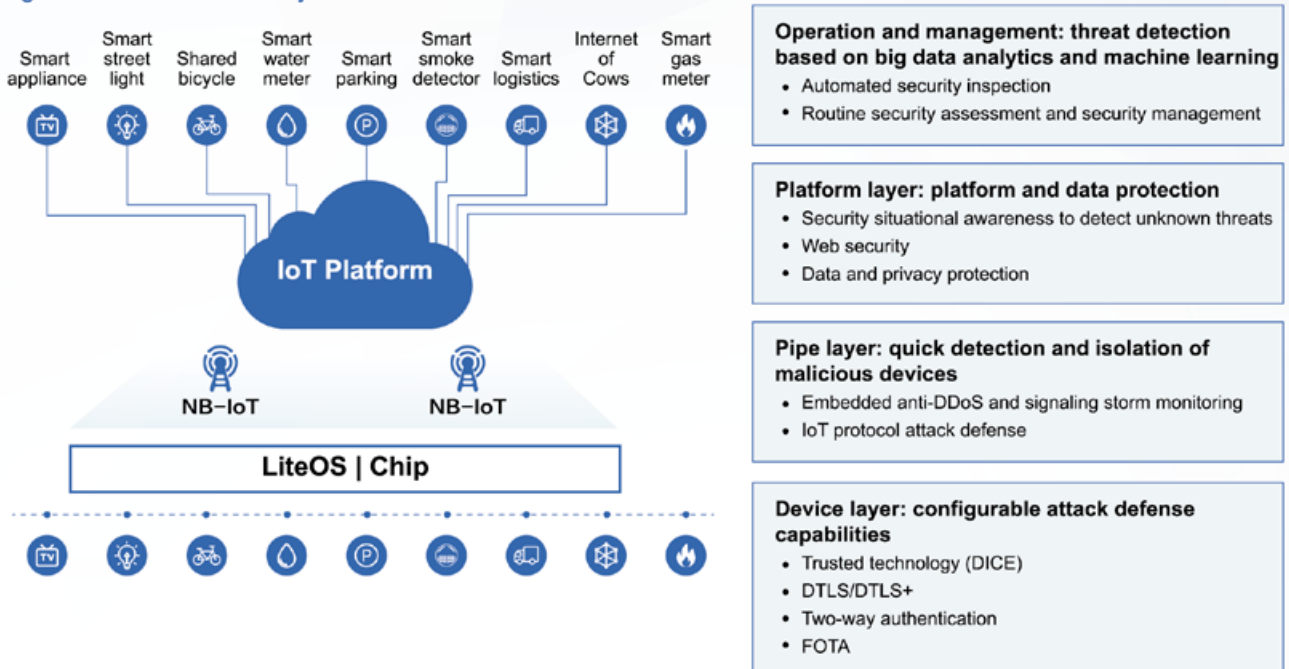 Smart appliance
Smart street light
Shared bicycle
Smart water meter
Smart parking
Smart smoke detector
Smart logistics
Internet of Cows
Smart gas meter
TV
P
IoT Platform
NB-IoT
NB-IoT
LiteOS | Chip
TV
P
Operation and management: threat detection
based on big data analytics and machine learning
• Automated security inspection
• Routine security assessment and security management
Platform layer: platform and data protection
• Security situational awareness to detect unknown threats
• Web security
• Data and privacy protection
Pipe layer: quick detection and isolation of
malicious devices
• Embedded anti-DDoS and signaling storm monitoring
• IoT protocol attack defense
Device layer: configurable attack defense
capabilities
• Trusted technology (DICE)
• DTLS/DTLS+
• Two-way authentication
• FOTA